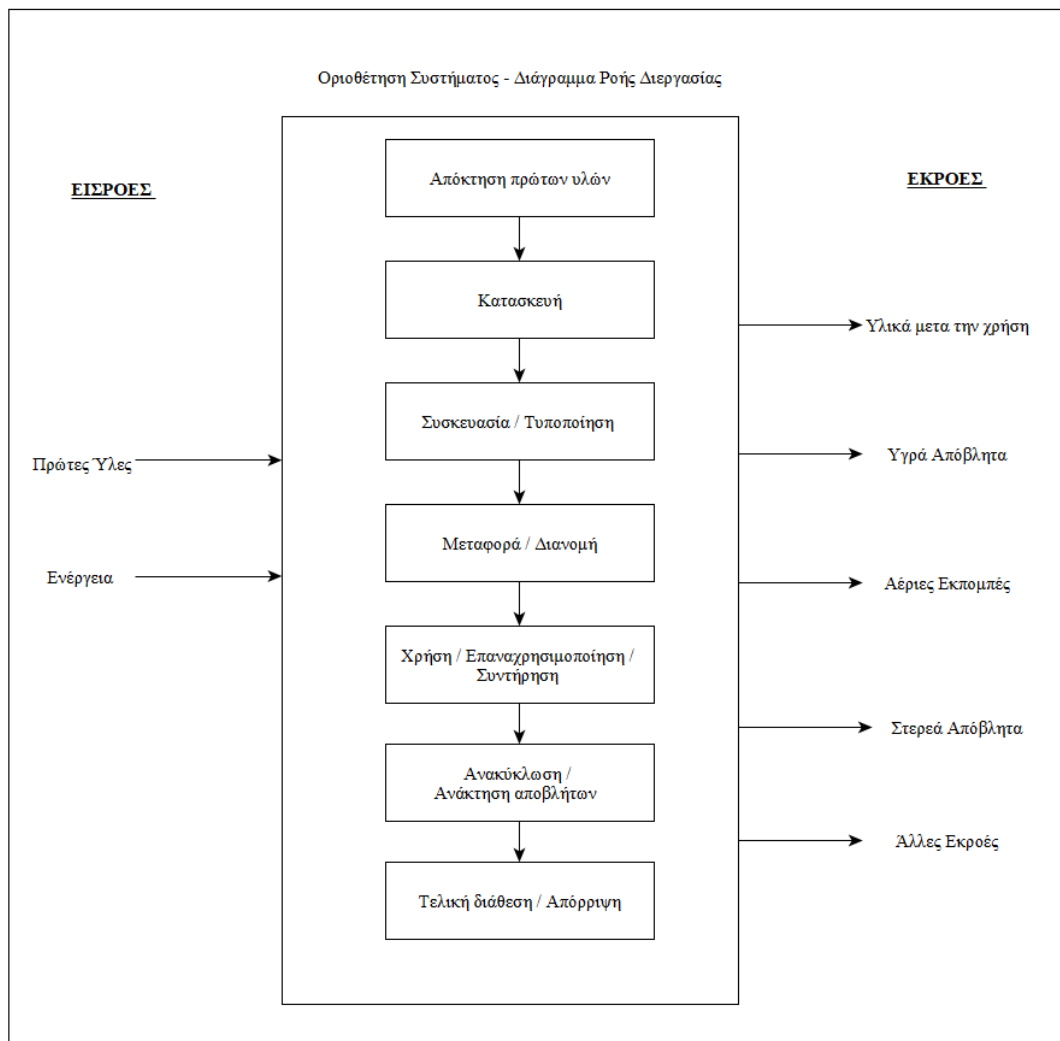 Οριοθέτηση Συστήματος - Διάγραμμα Ροής Διεργασίας
ΕΙΣΡΟΕΣ
ΕΚΡΟΕΣ
Απόκτηση πρώτων υλών
Κατασκευή
Συσκευασία / Τυποποίηση
Μεταφορά / Διανομή
Χρήση / Επαναχρησιμοποίηση /
Συντήρηση
Ανακύκλωση /
Ανάκτηση αποβλήτων
Τελική διάθεση / Απόρριψη
Πρώτες Ύλες
Ενέργεια
Υλικά μετα την χρήση
Υγρά Απόβλητα
Αέριες Εκπομπές
Στερεά Απόβλητα
Άλλες Εκροές